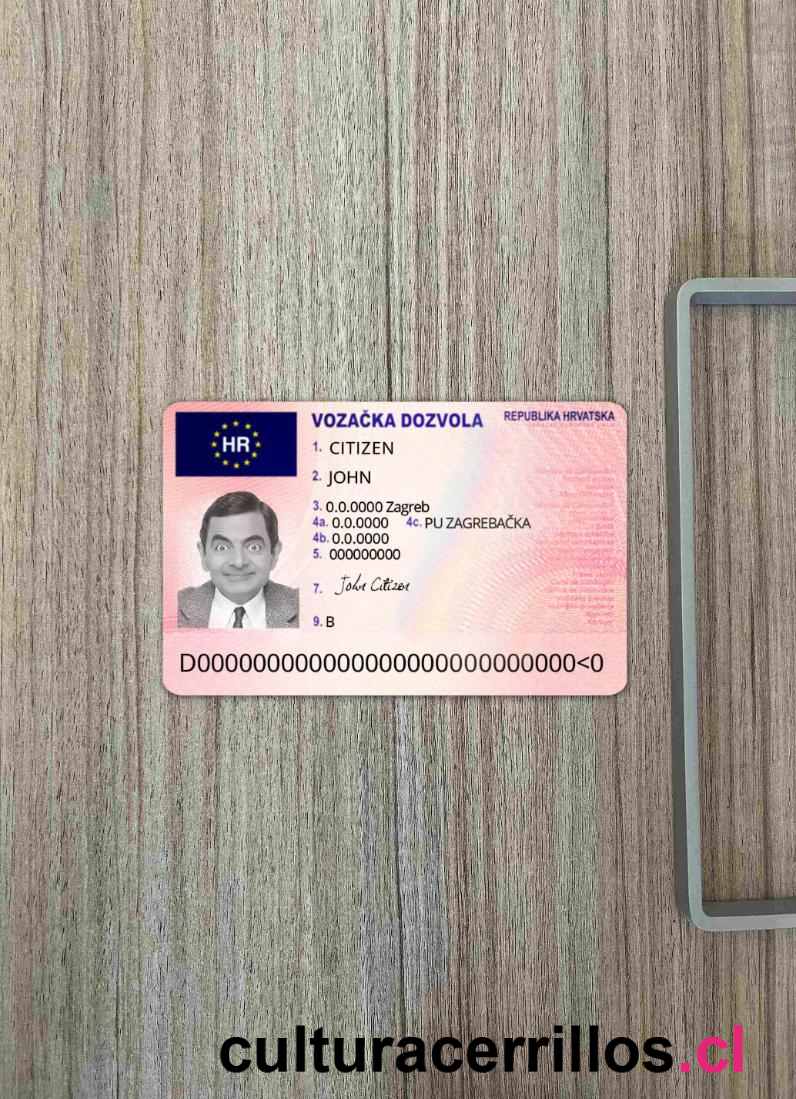 HR
VOZAČKA DOZVOLA
REPUBLIKA HRVATSKA
1. CITIZEN
2. JOHN
3. 0.0.0000 Zagreb
4a. 0.0.0000 4c. PU ZAGREBAČKA
4b. 0.0.0000
5. 000000000
7. John Citizen
9. B
D0000000000000000000000000000<0
culturacerrillos.cl